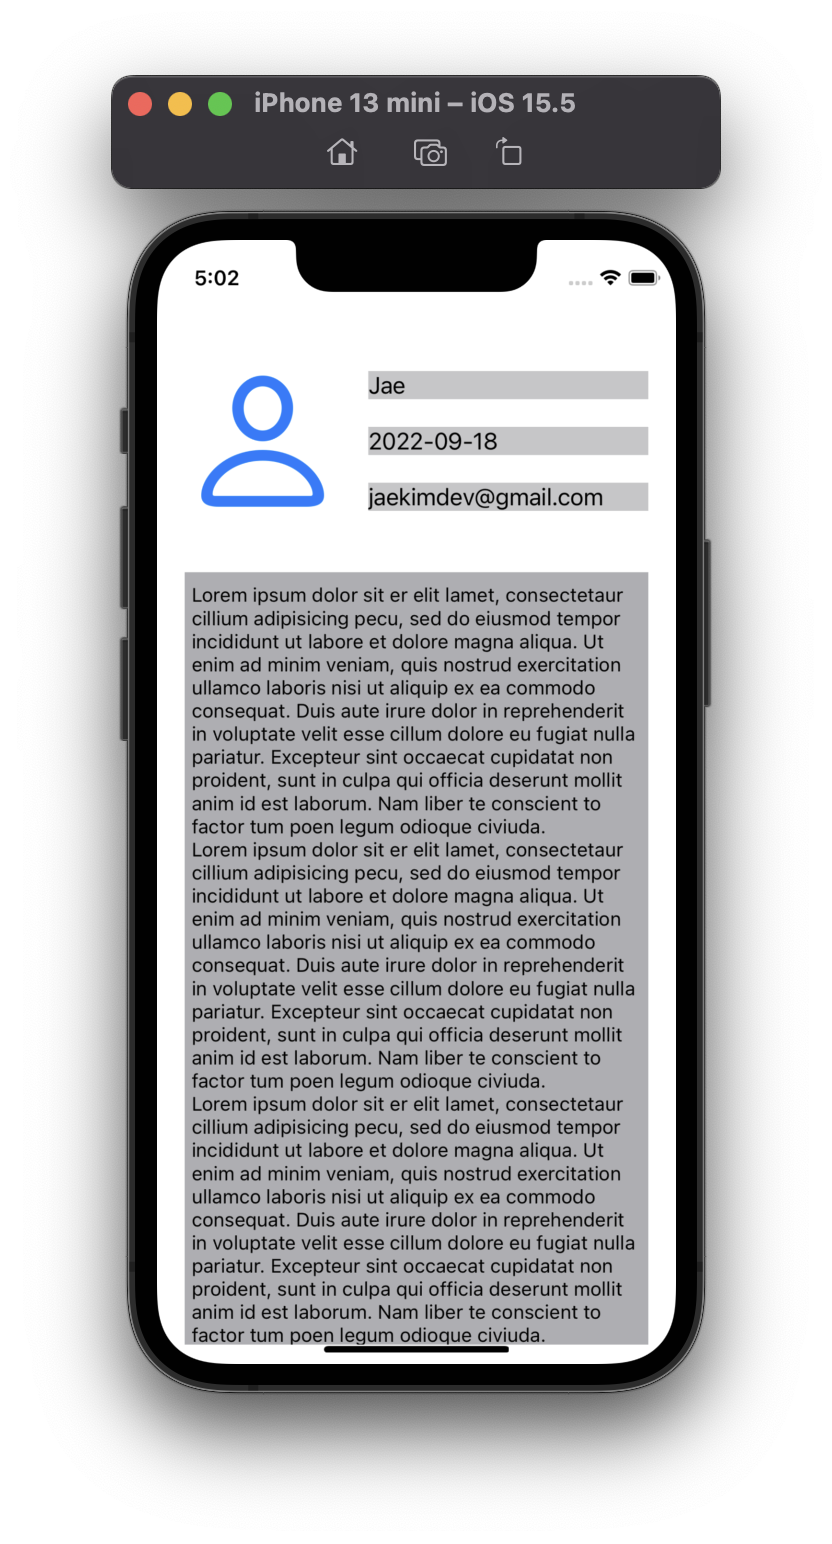 iPhone 13 mini – iOS 15.5
5:02
Jae
2022-09-18
jaekimdev@gmail.com
Lorem ipsum dolor sit er elit lamet, consectetaur
cillium adipisicing pecu, sed do eiusmod tempor
incididunt ut labore et dolore magna aliqua. Ut
enim ad minim veniam, quis nostrud exercitation
ullamco laboris nisi ut aliquip ex ea commodo
consequat. Duis aute irure dolor in reprehenderit
in voluptate velit esse cillum dolore eu fugiat nulla
pariatur. Excepteur sint occaecat cupidatat non
proident, sunt in culpa qui officia deserunt mollit
anim id est laborum. Nam liber te conscient to
factor tum poen legum odioque civiuda.
Lorem ipsum dolor sit er elit lamet, consectetaur
cillium adipisicing pecu, sed do eiusmod tempor
incididunt ut labore et dolore magna aliqua. Ut
enim ad minim veniam, quis nostrud exercitation
ullamco laboris nisi ut aliquip ex ea commodo
consequat. Duis aute irure dolor in reprehenderit
in voluptate velit esse cillum dolore eu fugiat nulla
pariatur. Excepteur sint occaecat cupidatat non
proident, sunt in culpa qui officia deserunt mollit
anim id est laborum. Nam liber te conscient to
factor tum poen legum odioque civiuda.
Lorem ipsum dolor sit er elit lamet, consectetaur
cillium adipisicing pecu, sed do eiusmod tempor
incididunt ut labore et dolore magna aliqua. Ut
enim ad minim veniam, quis nostrud exercitation
ullamco laboris nisi ut aliquip ex ea commodo
consequat. Duis aute irure dolor in reprehenderit
in voluptate velit esse cillum dolore eu fugiat nulla
pariatur. Excepteur sint occaecat cupidatat non
proident, sunt in culpa qui officia deserunt mollit
anim id est laborum. Nam liber te conscient to
factor tum poen legum odioque civiuda.